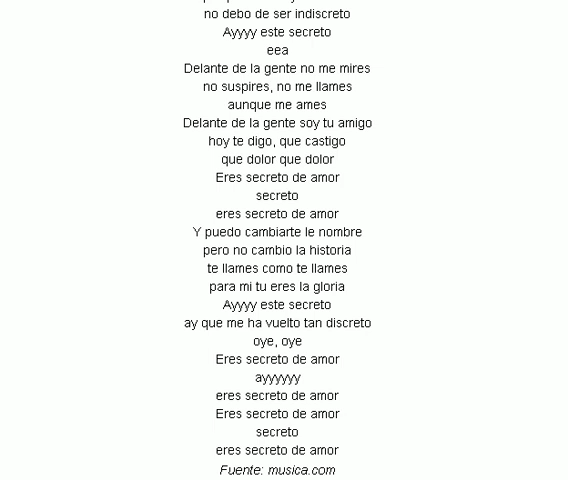 no debo de ser indiscreto
Ayyyy este secreto
eea
Delante de la gente no me mires
no suspires, no me llames
aunque me ames
Delante de la gente soy tu amigo
hoy te digo, que castigo
que dolor que dolor
Eres secreto de amor
secreto
eres secreto de amor
Y puedo cambiarte le nombre
pero no cambio la historia
te llames como te llames
para mi tu eres la gloria
Ayyyy este secreto
ay que me ha vuelto tan discreto
oye, oye
Eres secreto de amor
ayyyyyy
eres secreto de amor
Eres secreto de amor
secreto
eres secreto de amor
Fuente: musica.com